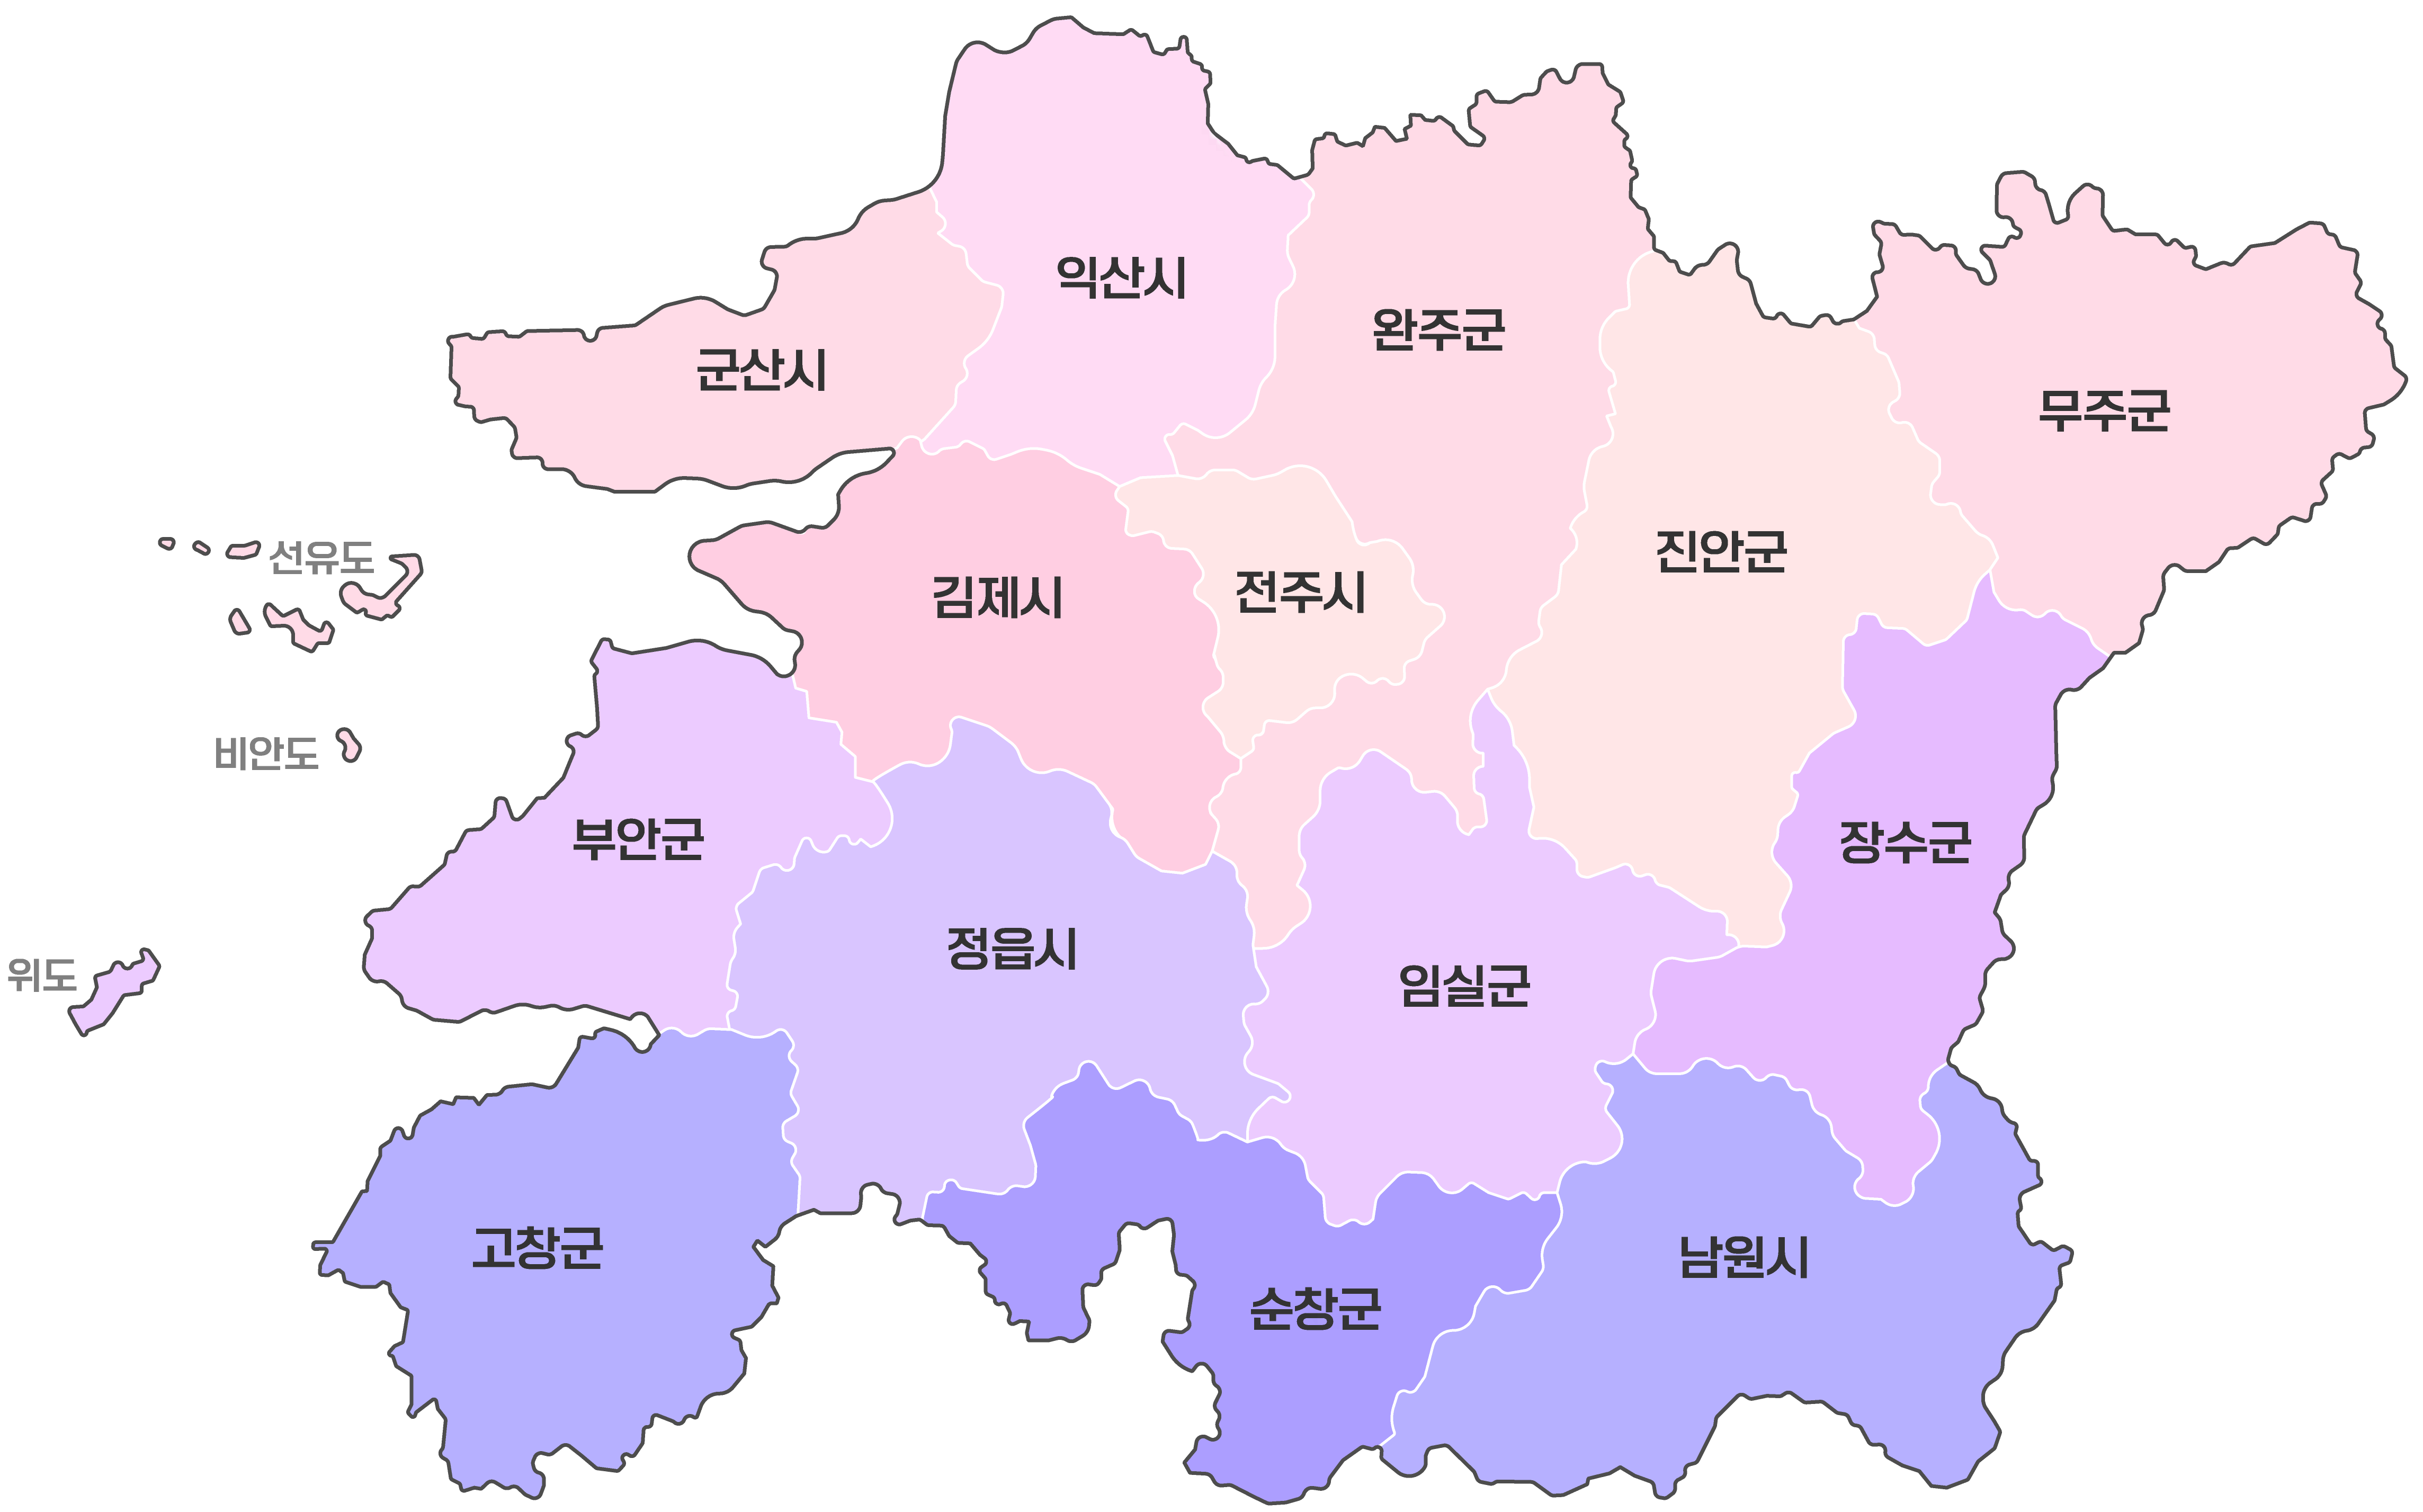 익산시
완주군
군산시
무주군
선유도
김제시
전주시
진안군
비안도
부안군
장수군
위도
정읍시
임실군
고창군
순창군
남원시